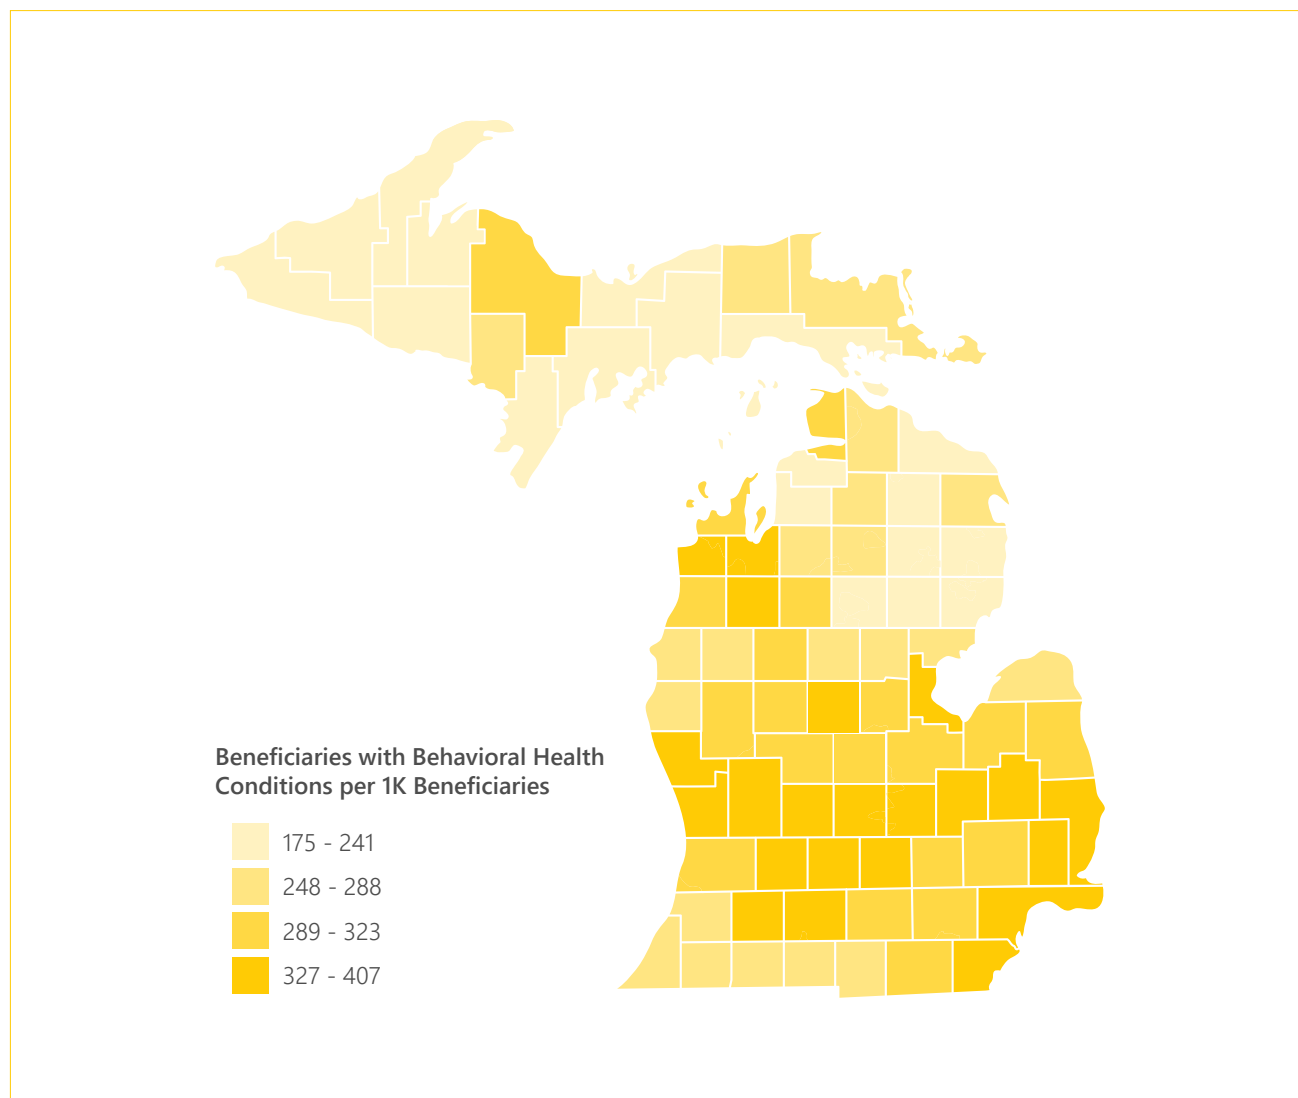 Beneficiaries with Behavioral Health
Conditions per 1K Beneficiaries
175 - 241
248 - 288
289 - 323
327 - 407